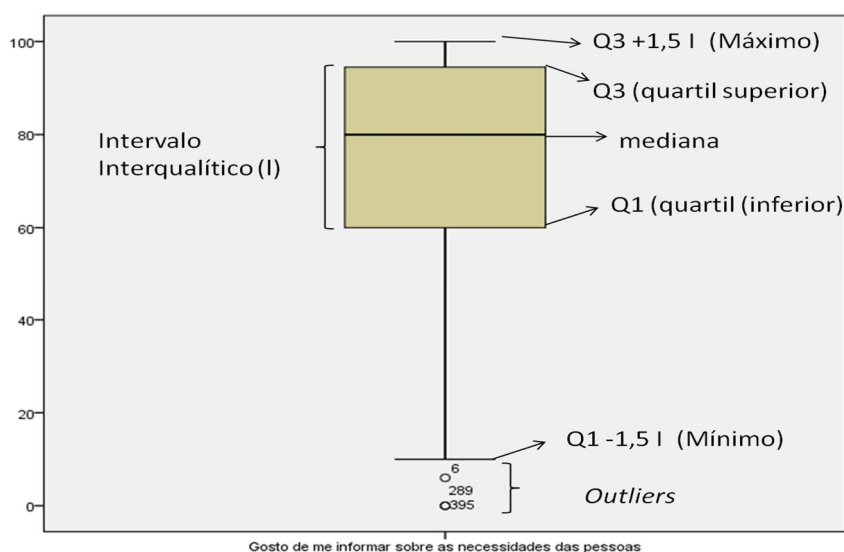 100
80
60
40
20
0
Q3 +1,5 I (Máximo)
Q3 (quartil superior)
mediana
Q1 (quartil (inferior)
Intervalo
Interqualítico (I)
Q1 -1,5 I (Mínimo)
6
289
395
Outliers
Gosto de me informar sobre as necessidades das pessoas